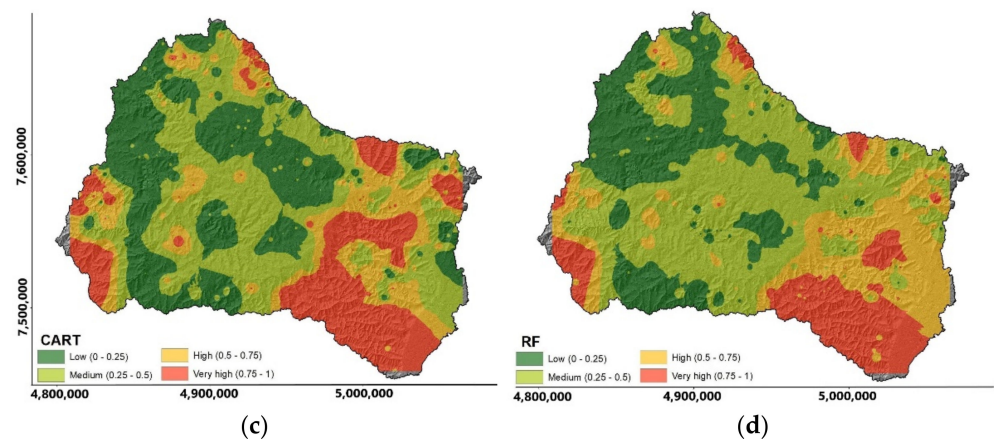 7,600,000
7,500,000
CART
Low (0 - 0.25)
High (0.5 - 0.75)
Medium (0.25 - 0.5)
Very high (0.75 - 1)
4,800,000
4,900,000
5,000,000
(c)
RF
Low (0 - 0.25)
High (0.5 - 0.75)
Medium (0.25 - 0.5)
Very high (0.75 - 1)
4,800,000
4,900,000
5,000,000
(d)